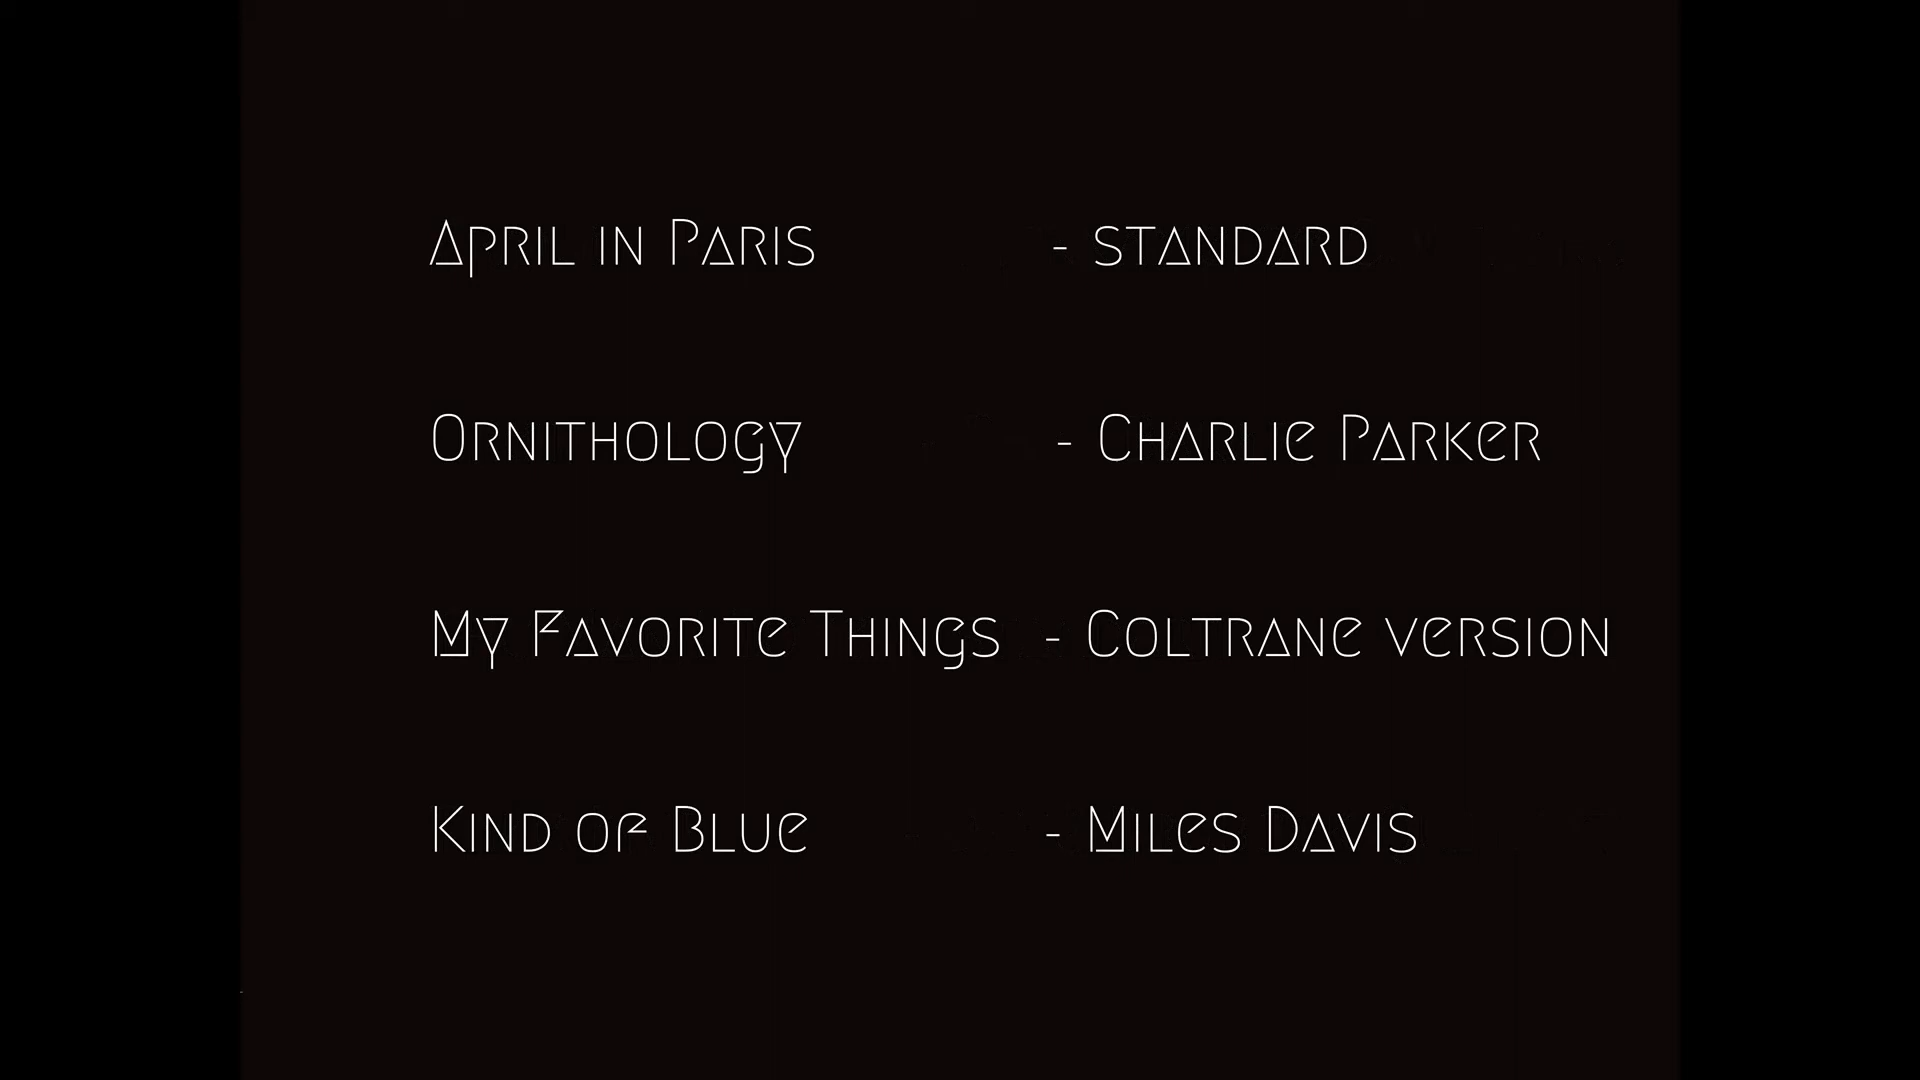 April in Paris - standard
Ornithology - Charlie Parker
My Favorite Things - Coltrane version
Kind of Blue - Miles Davis